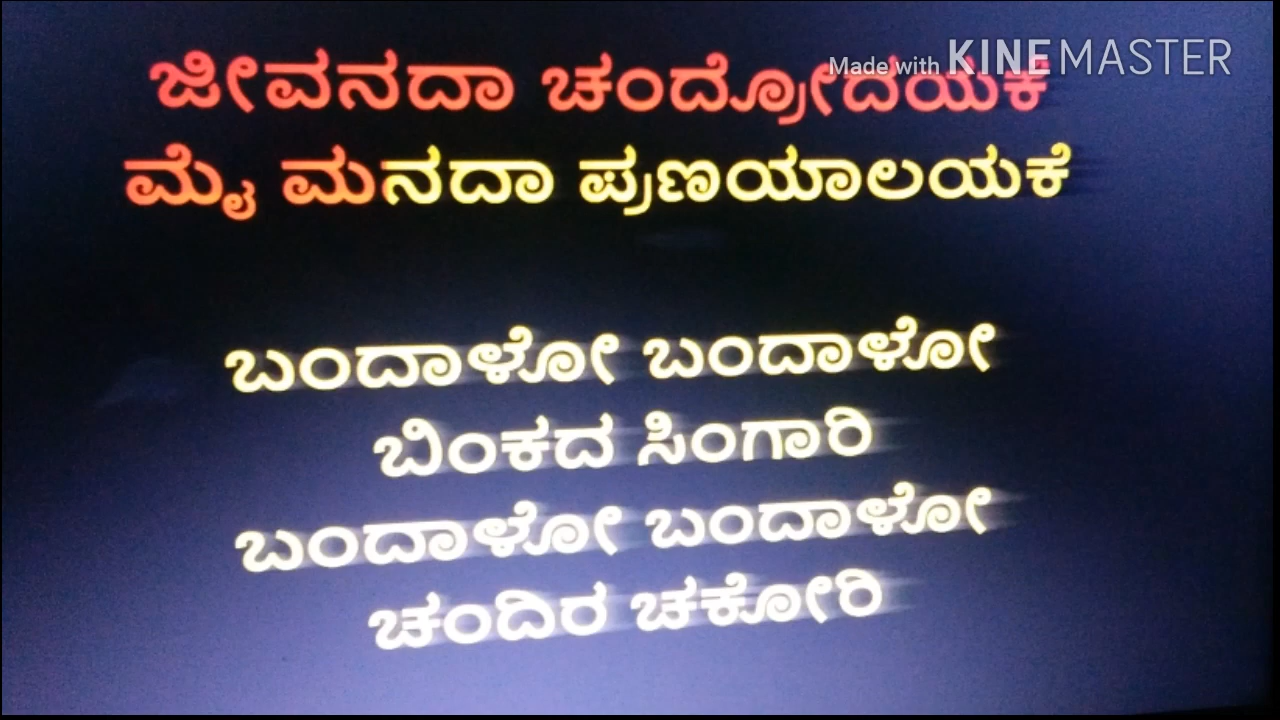 Made with KINEMASTER
ಜೀವನದಾ ಚಂದ್ರೋದಯಕೆ
ಮೈ ಮನದಾ ಪ್ರಣಯಾಲಯಕೆ
ಬಂದಾಳೋ ಬಂದಾಳೋ
ಬಿಂಕದ ಸಿಂಗಾರಿ
ಬಂದಾಳೋ ಬಂದಾಳೋ
ಚಂದಿರ ಚಕೋರಿ